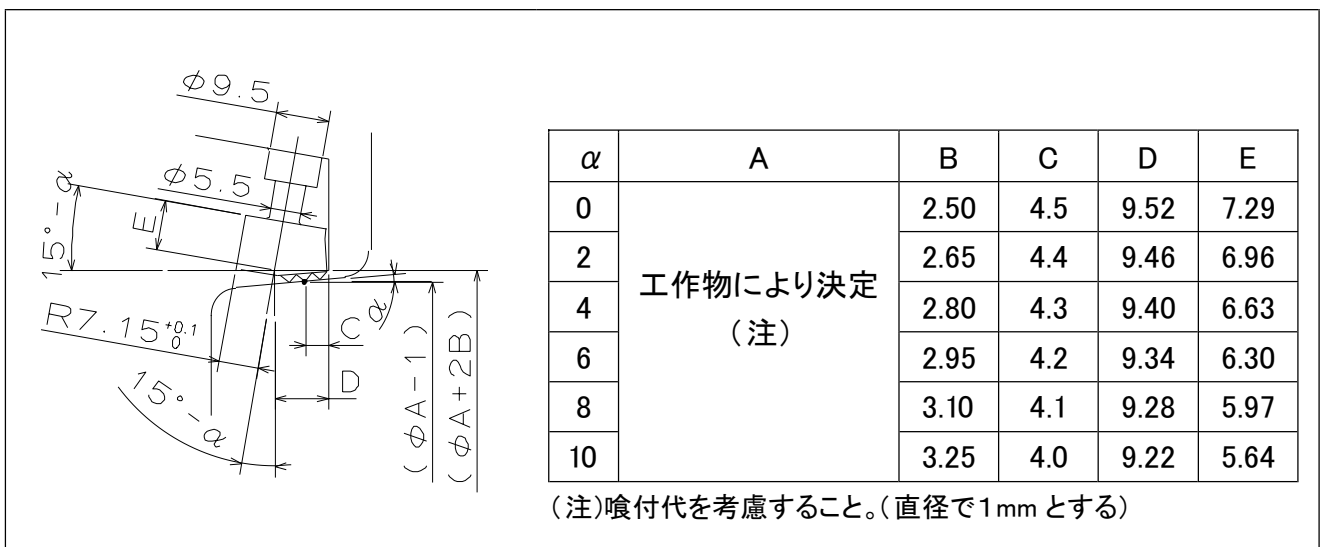 φ9.5
φ5.5
E
15°-α
R7.15 +0.1 0
15°-α
C
α
D
(φA-1)
(φA+2B)
α A B C D E
0 2.50 4.5 9.52 7.29
2 2.65 4.4 9.46 6.96
工作物により決定
4 2.80 4.3 9.40 6.63
(注)
6 2.95 4.2 9.34 6.30
8 3.10 4.1 9.28 5.97
10 3.25 4.0 9.22 5.64
(注)喰付代を考慮すること。(直径で1mm とする)